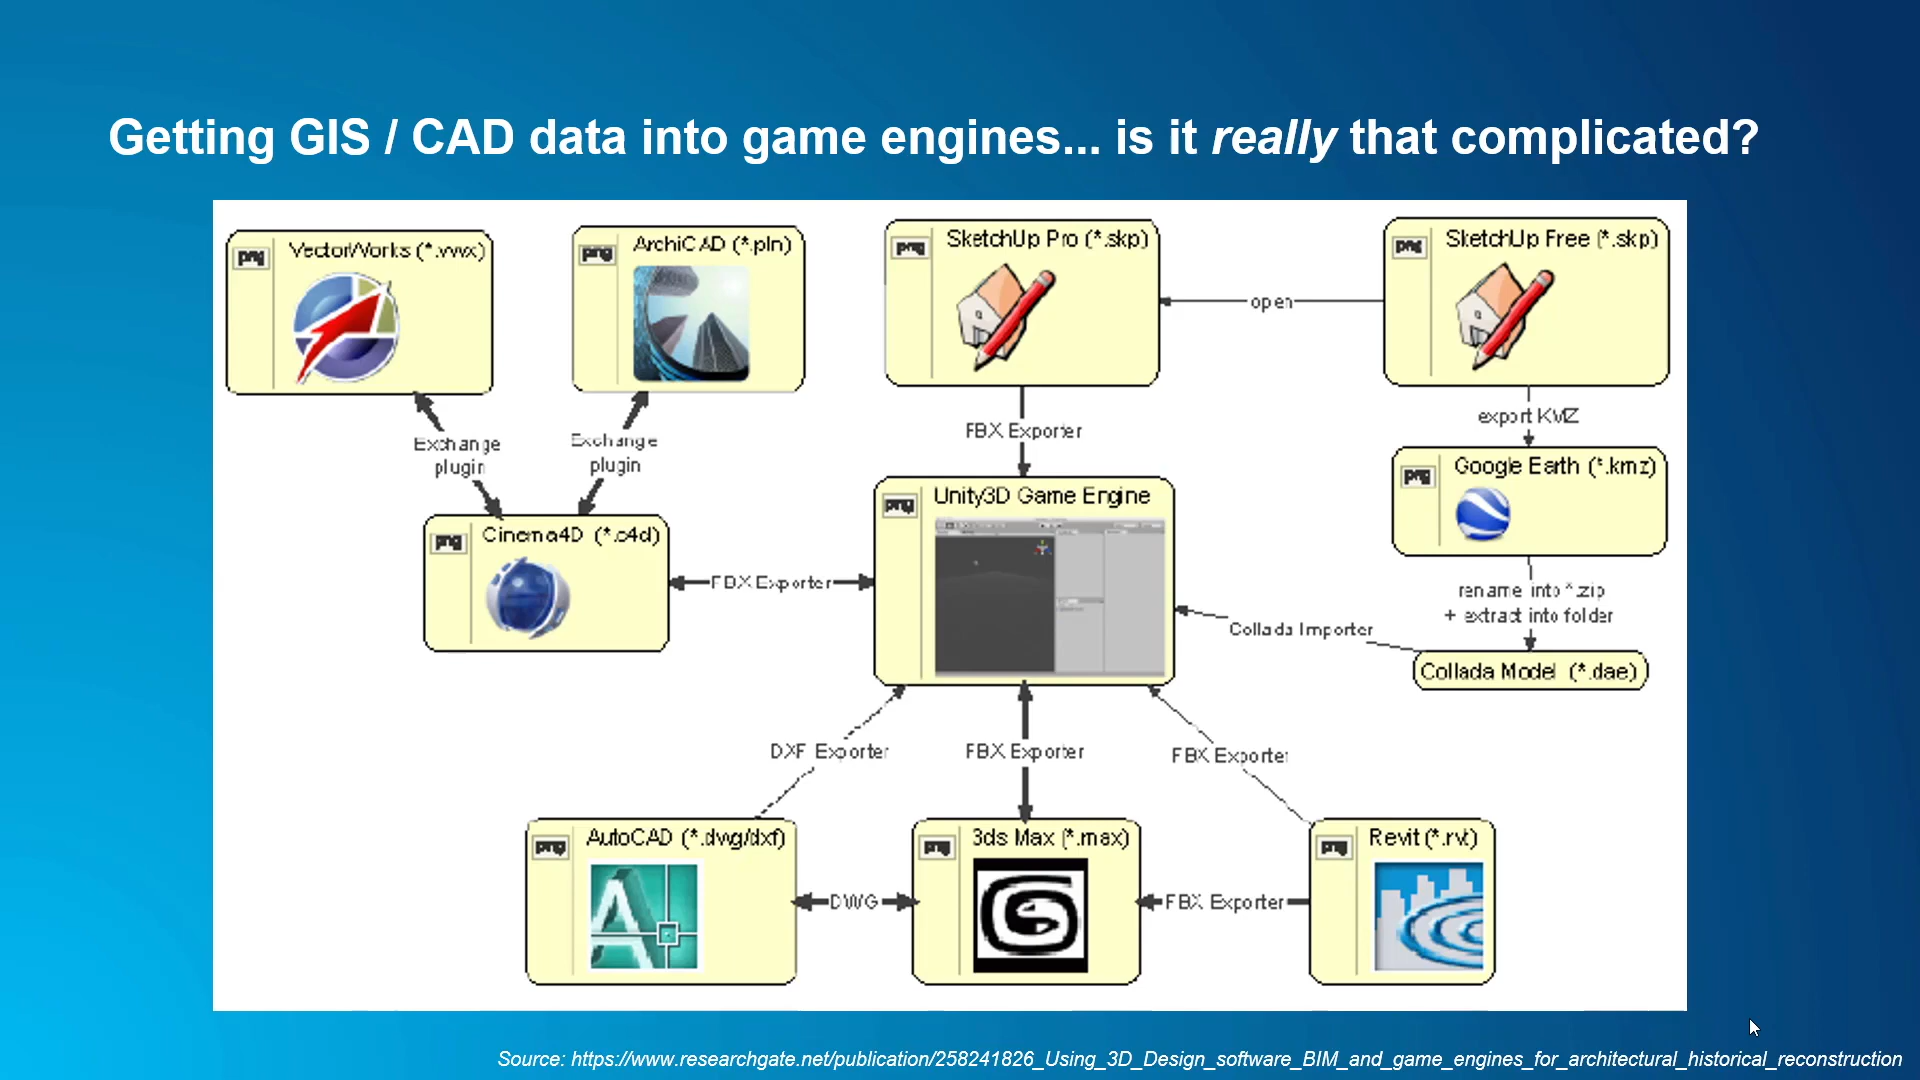 Getting GIS / CAD data into game engines... is it really that complicated?
png
VectorWorks (*.vwx)
png
ArchiCAD (*.pln)
png
SketchUp Pro (*.skp)
png
SketchUp Free (*.skp)
open
Exchange
plugin
Exchange
plugin
FBX Exporter
export KMZ
png
Cinema4D (*.c4d)
png
Unity3D Game Engine
png
Google Earth (*.kmz)
FBX Exporter
rename into *.zip
+ extract into folder
Collada Importer
Collada Model (*.dae)
DXF Exporter
FBX Exporter
FBX Exporter
png
AutoCAD (*.dwg/dxf)
png
3ds Max (*.max)
png
Revit (*.rvt)
DWG
FBX Exporter
Source: https://www.researchgate.net/publication/258241826_Using_3D_Design_software_BIM_and_game_engines_for_architectural_historical_reconstruction